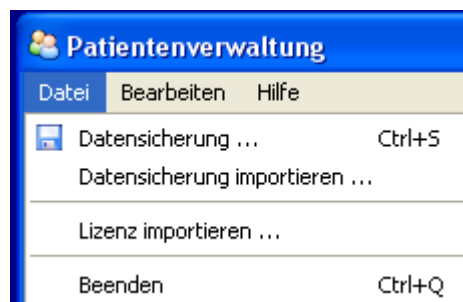 Patientenverwaltung
Datei Bearbeiten Hilfe
Datensicherung ... Ctrl+S
Datensicherung importieren ...
Lizenz importieren ...
Beenden Ctrl+Q